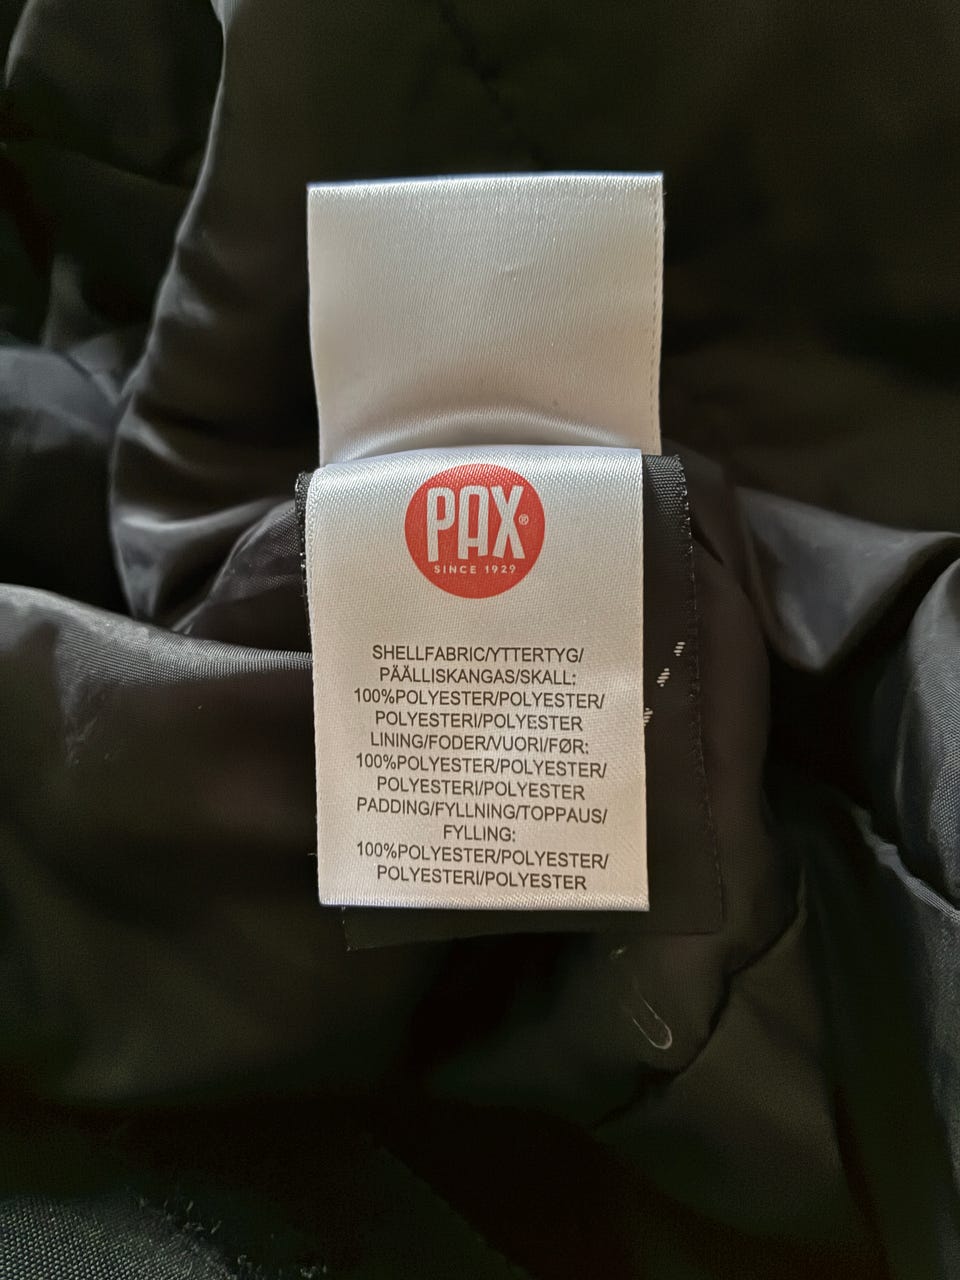 PAX®
SINCE 1929
SHELLFABRIC/YTTERTYG/
PÄÄLLISKANGAS/SKALL:
100%POLYESTER/POLYESTER/
POLYESTERI/POLYESTER
LINING/FODER/VUORI/FØR:
100%POLYESTER/POLYESTER/
POLYESTERI/POLYESTER
PADDING/FYLLNING/TOPPAUS/
FYLLING:
100%POLYESTER/POLYESTER/
POLYESTERI/POLYESTER